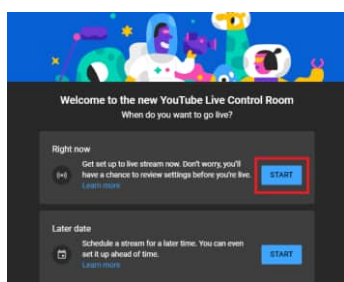 Welcome to the new YouTube Live Control Room
When do you want to go live?
Right now
Get set up to live stream now. Don't worry, you'll
have a chance to review settings before you're live.
Learn more
START
Later date
Schedule a stream for a later time. You can even
set it up ahead of time.
Learn more
START